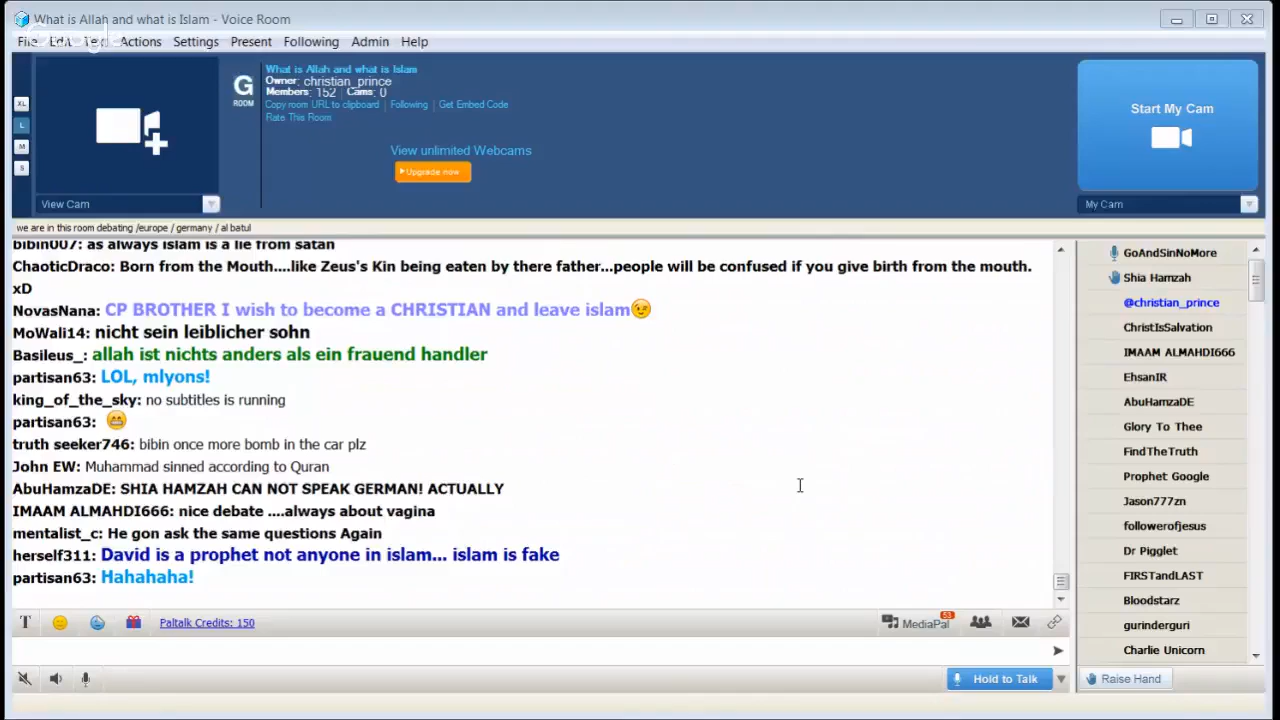 What is Allah and what is Islam - Voice Room
File Edit Text Actions Settings Present Following Admin Help
Google
XL
L
M
S
View Cam
G
ROOM
What is Allah and what is Islam
Owner: christian_prince
Members: 152 | Cams: 0
Copy room URL to clipboard | Following | Get Embed Code
Rate This Room
View unlimited Webcams
Upgrade now
Start My Cam
My Cam
we are in this room debating /europe / germany / al batul
bibin007: as always islam is a lie from satan
ChaoticDraco: Born from the Mouth....like Zeus's Kin being eaten by there father...people will be confused if you give birth from the mouth.
xD
NovasNana: CP BROTHER I wish to become a CHRISTIAN and leave islam
MoWali14: nicht sein leiblicher sohn
Basileus_: allah ist nichts anders als ein frauend handler
partisan63: LOL, mlyons!
king_of_the_sky: no subtitles is running
partisan63:
truth seeker746: bibin once more bomb in the car plz
John EW: Muhammad sinned according to Quran
AbuHamzaDE: SHIA HAMZAH CAN NOT SPEAK GERMAN! ACTUALLY
IMAAM ALMAHDI666: nice debate ....always about vagina
mentalist_c: He gon ask the same questions Again
herself311: David is a prophet not anyone in islam... islam is fake
partisan63: Hahahaha!
GoAndSinNoMore
Shia Hamzah
@christian_prince
ChristIsSalvation
IMAAM ALMAHDI666
EhsanIR
AbuHamzaDE
Glory To Thee
FindTheTruth
Prophet Google
Jason777zn
followerofjesus
Dr Pigglet
FIRSTandLAST
Bloodstarz
gurinderguri
Charlie Unicorn
T
Paltalk Credits: 150
MediaPal
53
Hold to Talk
Raise Hand